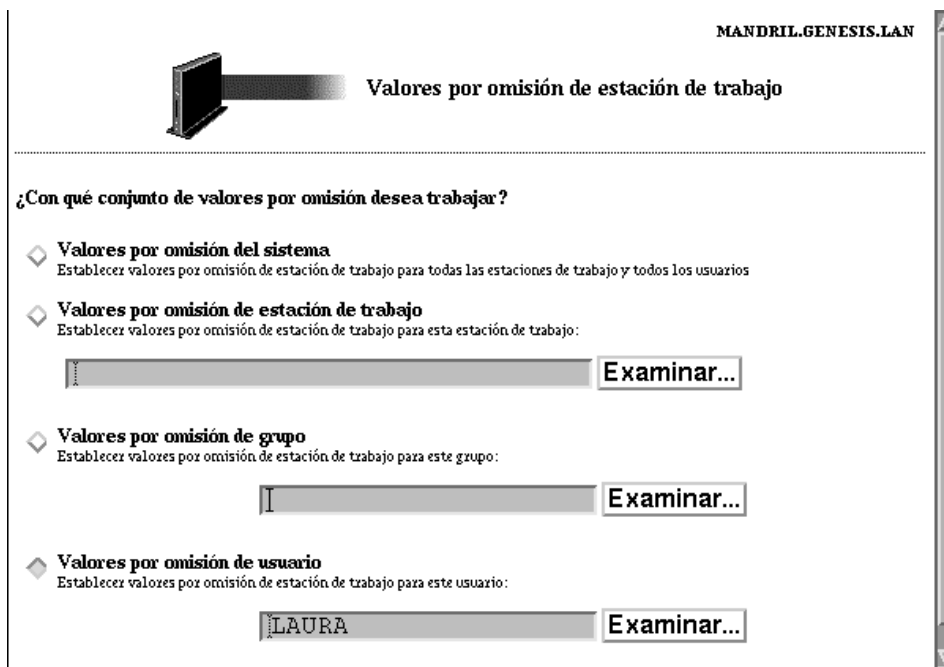 MANDRIL.GENESIS.LAN
Valores por omisión de estación de trabajo
¿Con qué conjunto de valores por omisión desea trabajar?
Valores por omisión del sistema
Establecer valores por omisión de estación de trabajo para todas las estaciones de trabajo y todos los usuarios
Valores por omisión de estación de trabajo
Establecer valores por omisión de estación de trabajo para esta estación de trabajo:
Examinar...
Valores por omisión de grupo
Establecer valores por omisión de estación de trabajo para este grupo:
Examinar...
Valores por omisión de usuario
Establecer valores por omisión de estación de trabajo para este usuario:
LAURA Examinar...